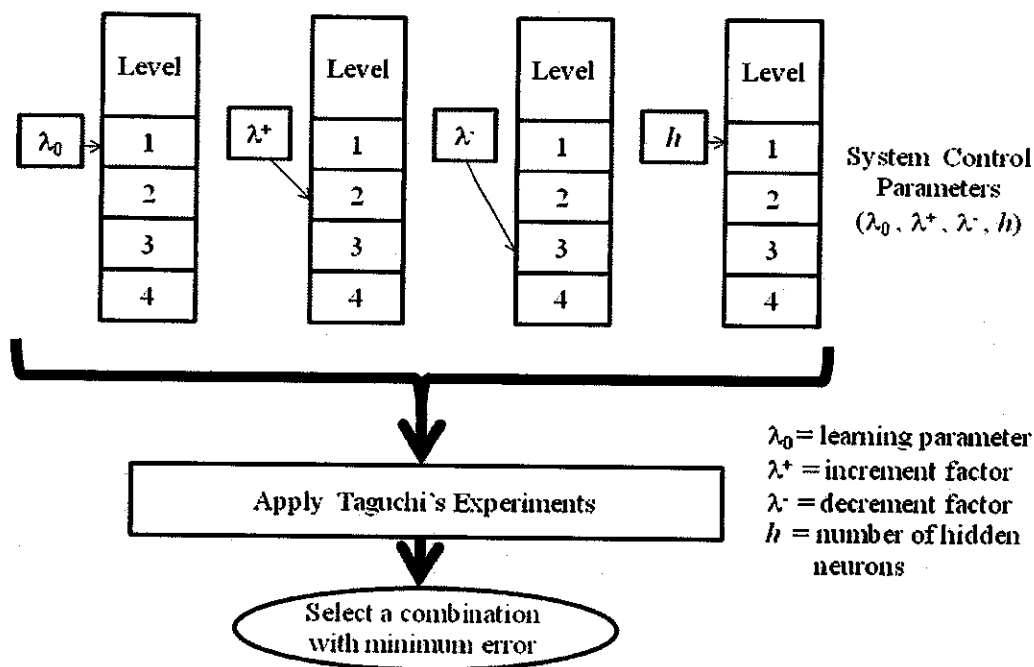 Level
Level
Level
Level
λ₀
1
λ⁺
1
λ⁻
1
h
1
2
2
2
2
3
3
3
3
4
4
4
4
System Control
Parameters
(λ₀ , λ⁺ , λ⁻ , h)
λ₀ = learning parameter
λ⁺ = increment factor
λ⁻ = decrement factor
h = number of hidden
neurons
Apply Taguchi's Experiments
Select a combination
with minimum error